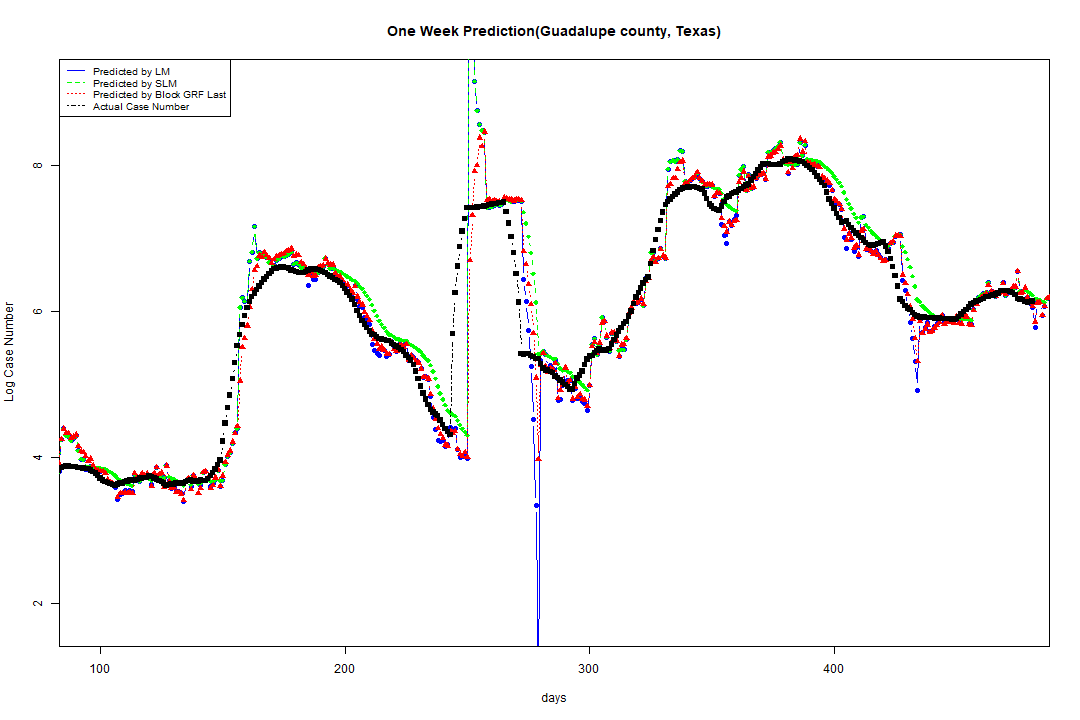 One Week Prediction(Guadalupe county, Texas)
Predicted by LM
Predicted by SLM
Predicted by Block GRF Last
Actual Case Number
Log Case Number
8
6
4
2
100 200 300 400
days